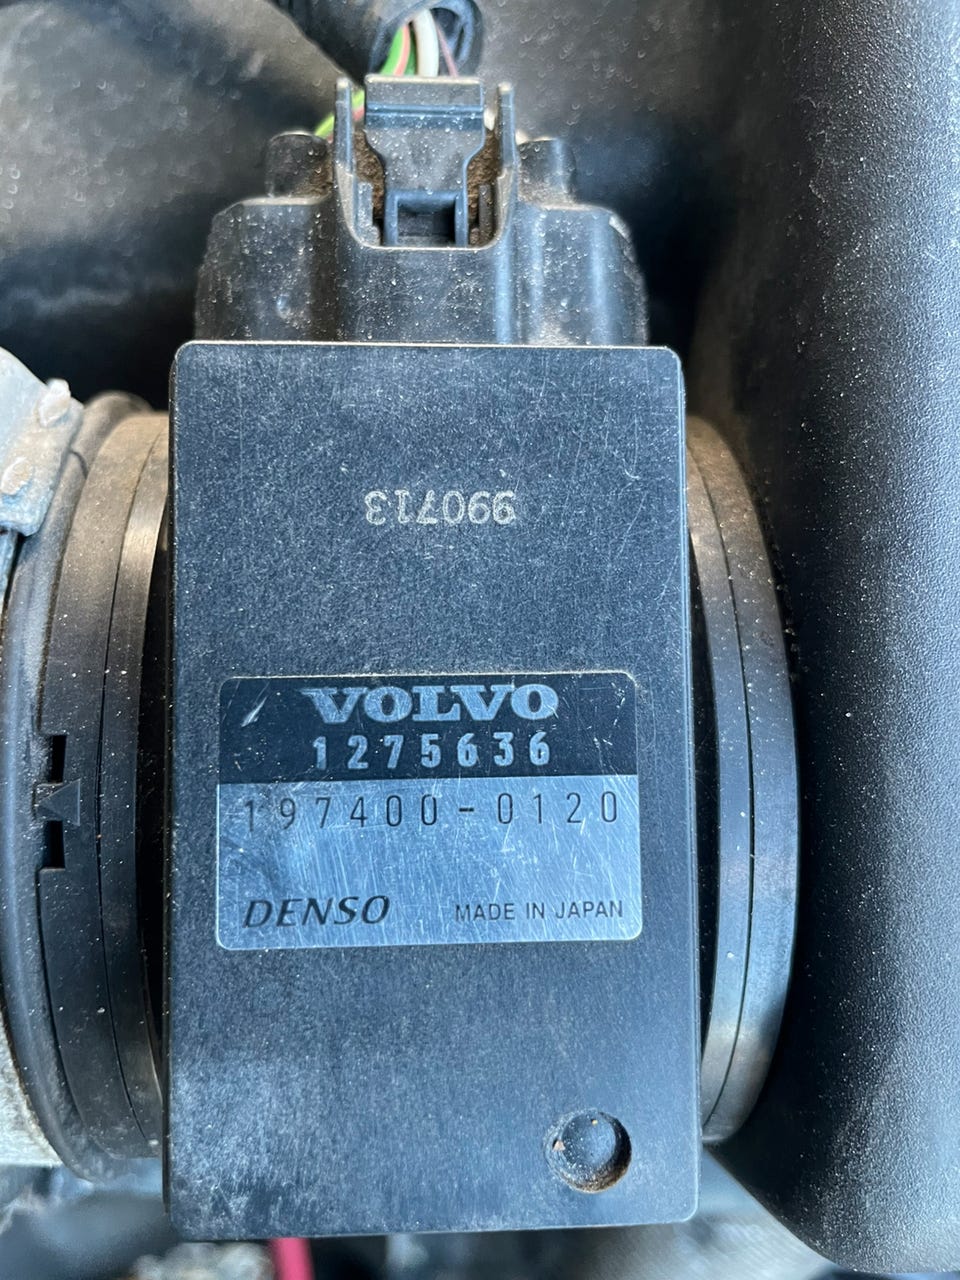 990713
VOLVO
1275636
197400-0120
DENSO
MADE IN JAPAN